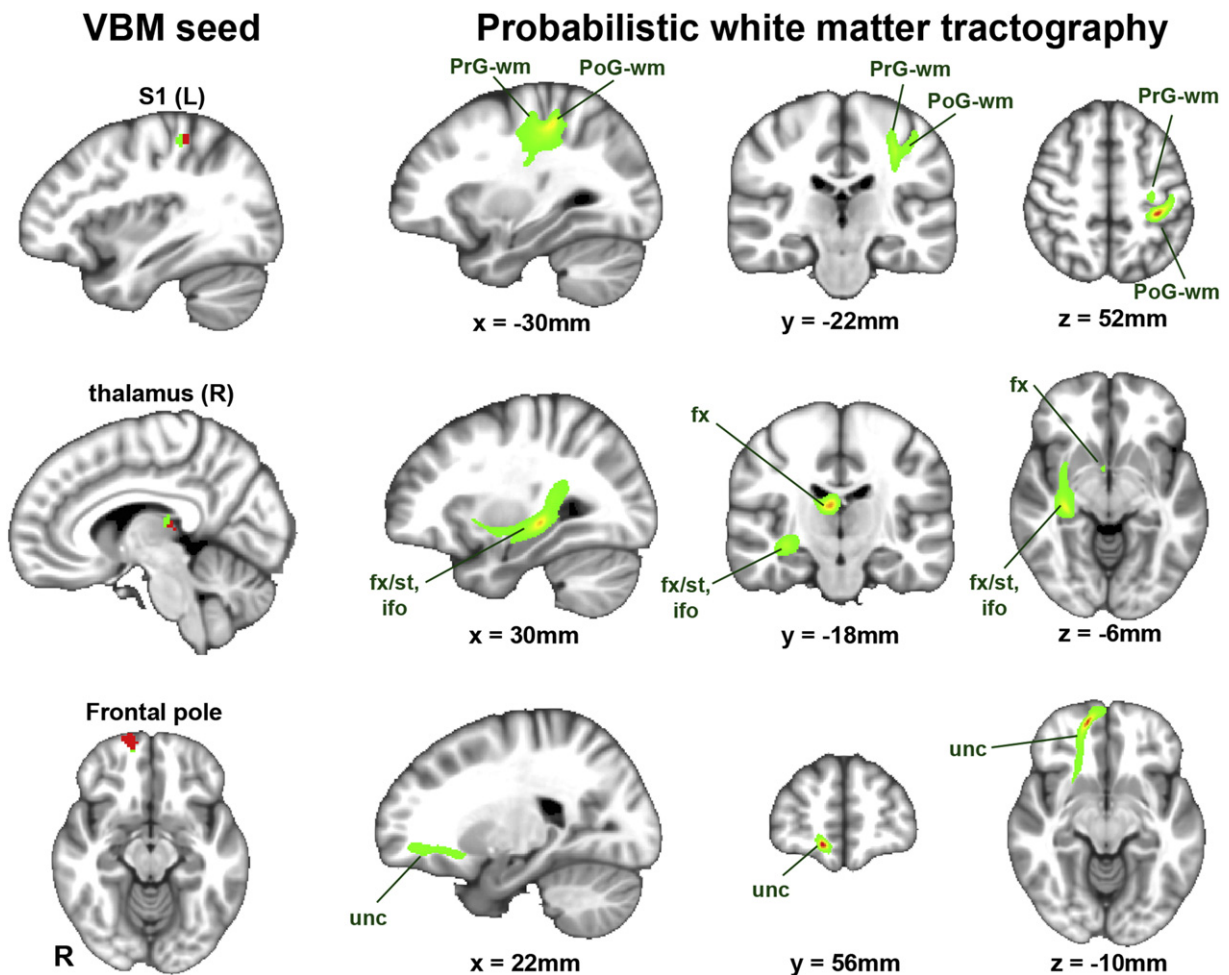 VBM seed
Probabilistic white matter tractography
S1 (L)
PrG-wm
PoG-wm
PrG-wm
PoG-wm
PrG-wm
PoG-wm
x = -30mm
y = -22mm
z = 52mm
thalamus (R)
fx/st,
ifo
fx
fx/st,
ifo
fx
fx/st,
ifo
x = 30mm
y = -18mm
z = -6mm
Frontal pole
R
unc
unc
unc
x = 22mm
y = 56mm
z = -10mm